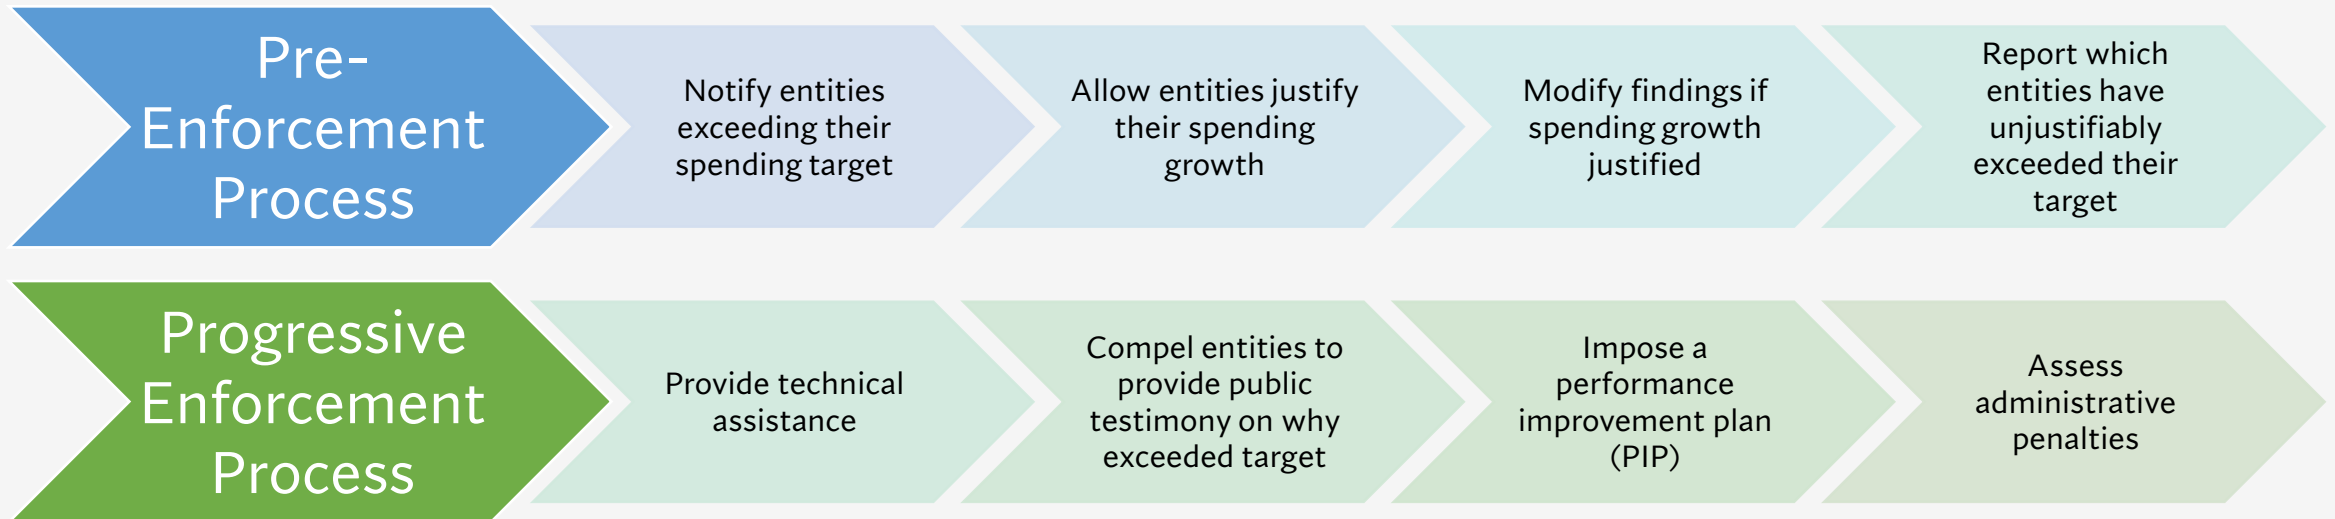 Pre-
Enforcement
Process
Notify entities
exceeding their
spending target
Allow entities justify
their spending
growth
Modify findings if
spending growth
justified
Report which
entities have
unjustifiably
exceeded their
target
Progressive
Enforcement
Process
Provide technical
assistance
Compel entities to
provide public
testimony on why
exceeded target
Impose a
performance
improvement plan
(PIP)
Assess
administrative
penalties